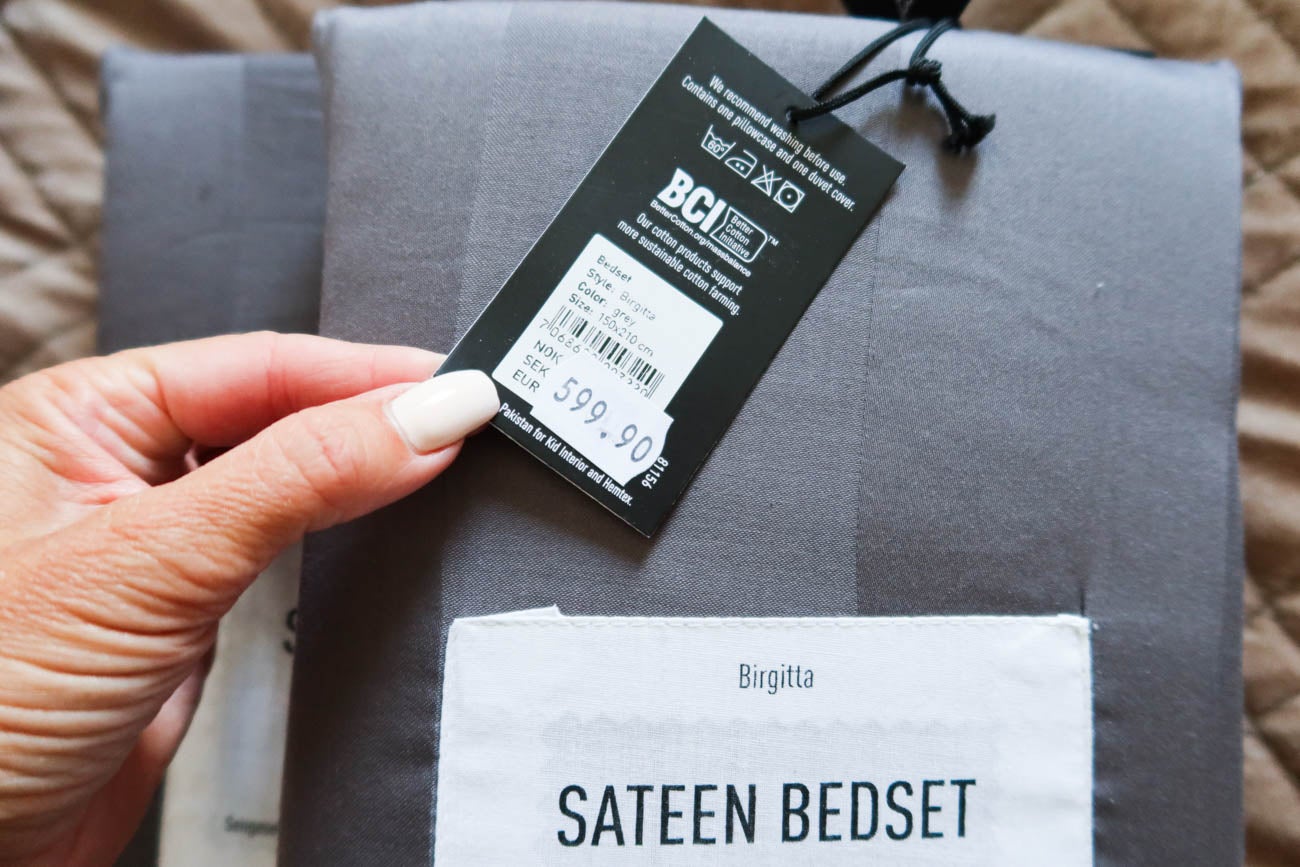 We recommend washing before use.
Contains one pillowcase and one duvet cover.
60°
BCI Better Cotton Initiative ™
BetterCotton.org/massbalance
Our cotton products support
more sustainable cotton farming.
Bedset
Style: Birgitta
Color: grey
Size: 150x210 cm
NOK
SEK
EUR
599.90
Pakistan for Kid Interior and Hemtex.
81156
Birgitta
SATEEN BEDSET
S